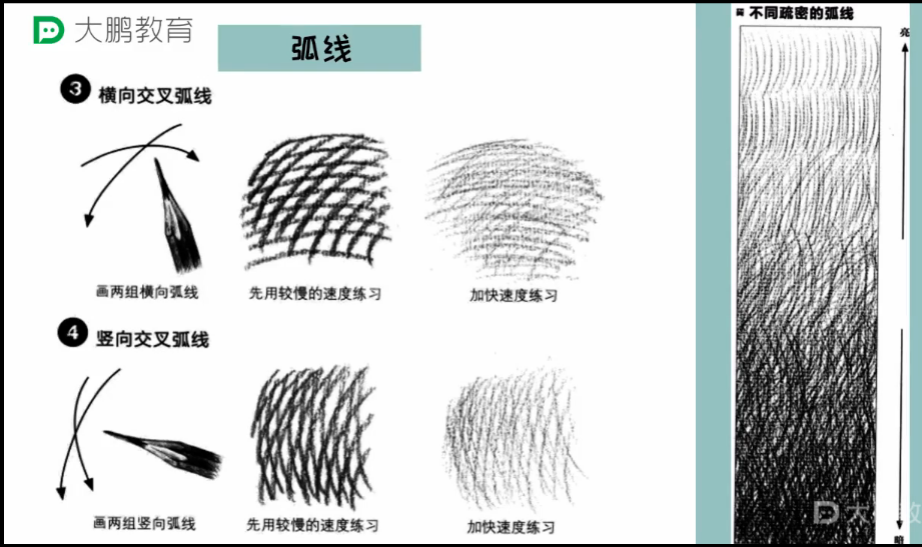 大鹏教育
弧线
3 横向交叉弧线
画两组横向弧线
先用较慢的速度练习
加快速度练习
4 竖向交叉弧线
画两组竖向弧线
先用较慢的速度练习
加快速度练习
不同疏密的弧线
亮
暗
大鹏教